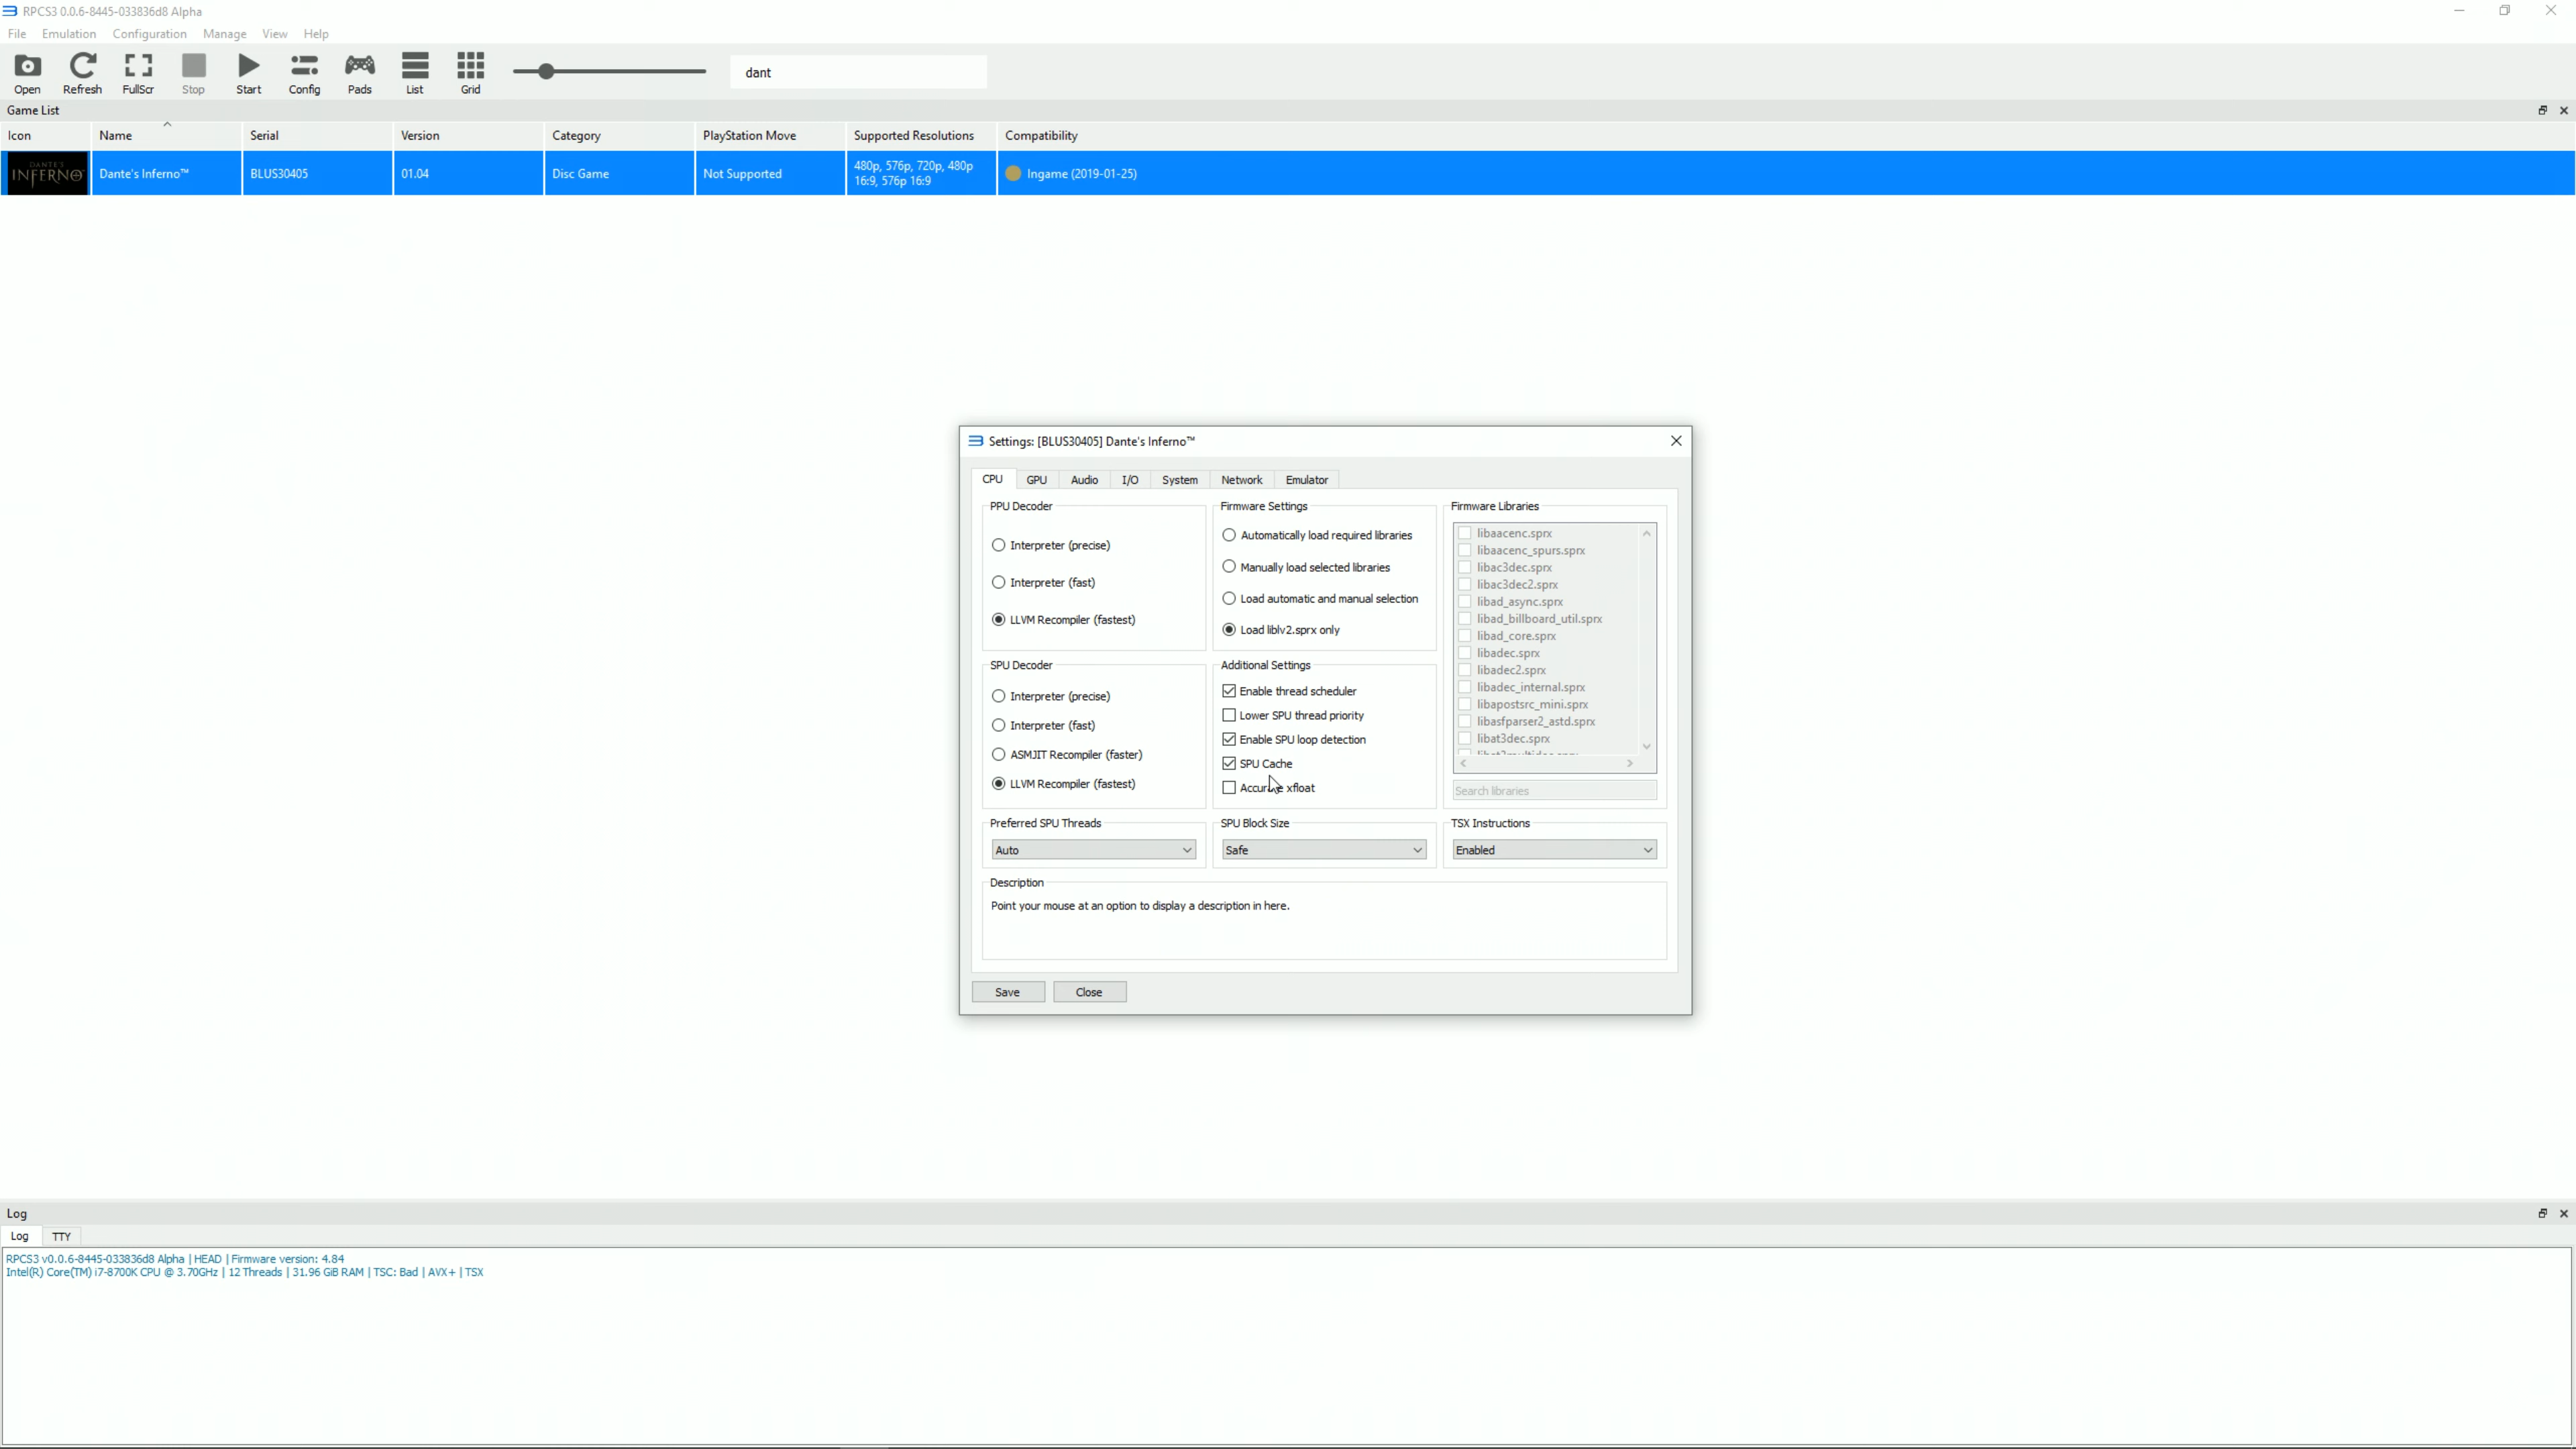 RPCS3 0.0.6-8445-033836d8 Alpha
File Emulation Configuration Manage View Help
Open Refresh FullScr Stop Start Config Pads List Grid
dant
Game List
Icon Name Serial Version Category PlayStation Move Supported Resolutions Compatibility
DANTE'S
INFERNO
Dante's Inferno™ BLUS30405 01.04 Disc Game Not Supported 480p, 576p, 720p, 480p
16:9, 576p 16:9
Ingame (2019-01-25)
Settings: [BLUS30405] Dante's Inferno™
CPU GPU Audio I/O System Network Emulator
PPU Decoder
Interpreter (precise)
Interpreter (fast)
LLVM Recompiler (fastest)
Firmware Settings
Automatically load required libraries
Manually load selected libraries
Load automatic and manual selection
Load liblv2.sprx only
Firmware Libraries
libaacenc.sprx
libaacenc_spurs.sprx
libac3dec.sprx
libac3dec2.sprx
libad_async.sprx
libad_billboard_util.sprx
libad_core.sprx
libadec.sprx
libadec2.sprx
libadec_internal.sprx
libapostsrc_mini.sprx
libasfparser2_astd.sprx
libat3dec.sprx
Search libraries
SPU Decoder
Interpreter (precise)
Interpreter (fast)
ASMJIT Recompiler (faster)
LLVM Recompiler (fastest)
Additional Settings
Enable thread scheduler
Lower SPU thread priority
Enable SPU loop detection
SPU Cache
Accurate xfloat
Preferred SPU Threads
Auto
SPU Block Size
Safe
TSX Instructions
Enabled
Description
Point your mouse at an option to display a description in here.
Save Close
Log
Log TTY
RPCS3 v0.0.6-8445-033836d8 Alpha | HEAD | Firmware version: 4.84
Intel(R) Core(TM) i7-8700K CPU @ 3.70GHz | 12 Threads | 31.96 GiB RAM | TSC: Bad | AVX+ | TSX